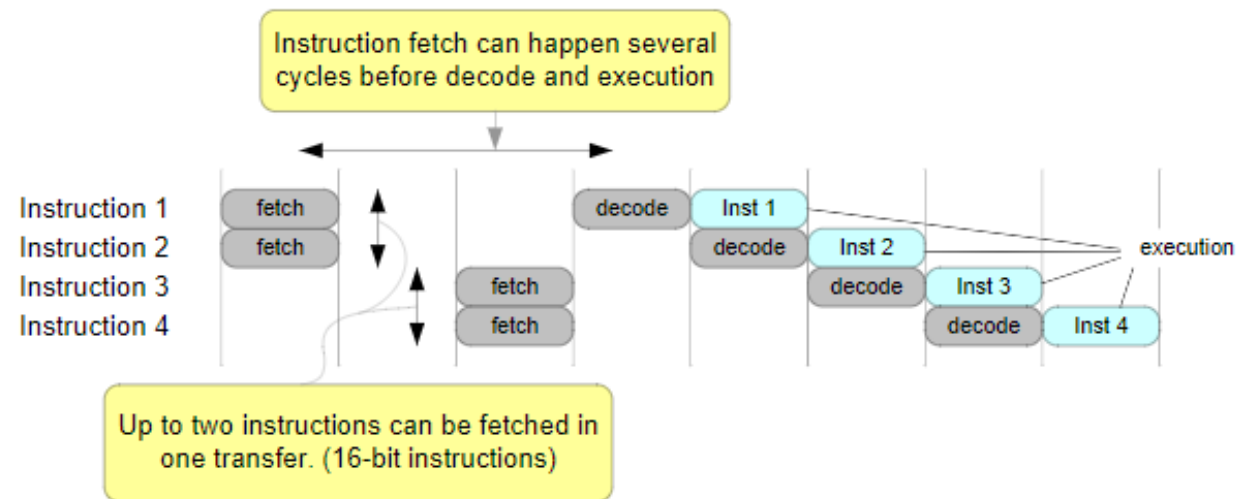 Instruction fetch can happen several
cycles before decode and execution
Instruction 1 fetch decode Inst 1
Instruction 2 fetch decode Inst 2 execution
Instruction 3 fetch decode Inst 3
Instruction 4 fetch decode Inst 4
Up to two instructions can be fetched in
one transfer. (16-bit instructions)